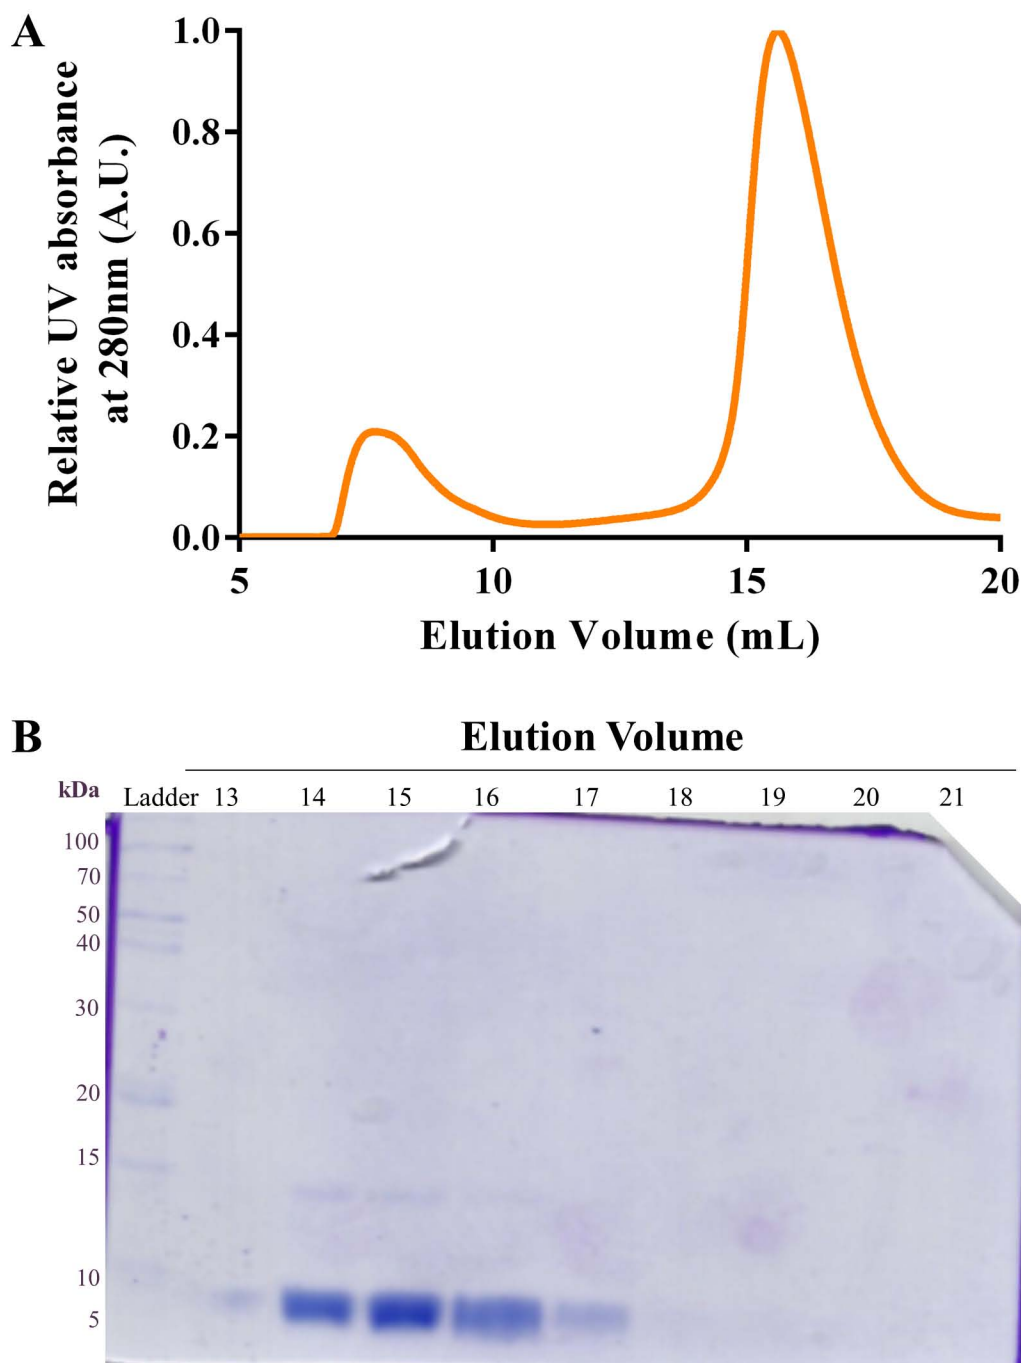 A
Relative UV absorbance
at 280nm (A.U.)
1.0
0.8
0.6
0.4
0.2
0.0
5 10 15 20
Elution Volume (mL)
B
Elution Volume
kDa Ladder 13 14 15 16 17 18 19 20 21
100
70
50
40
30
20
15
10
5